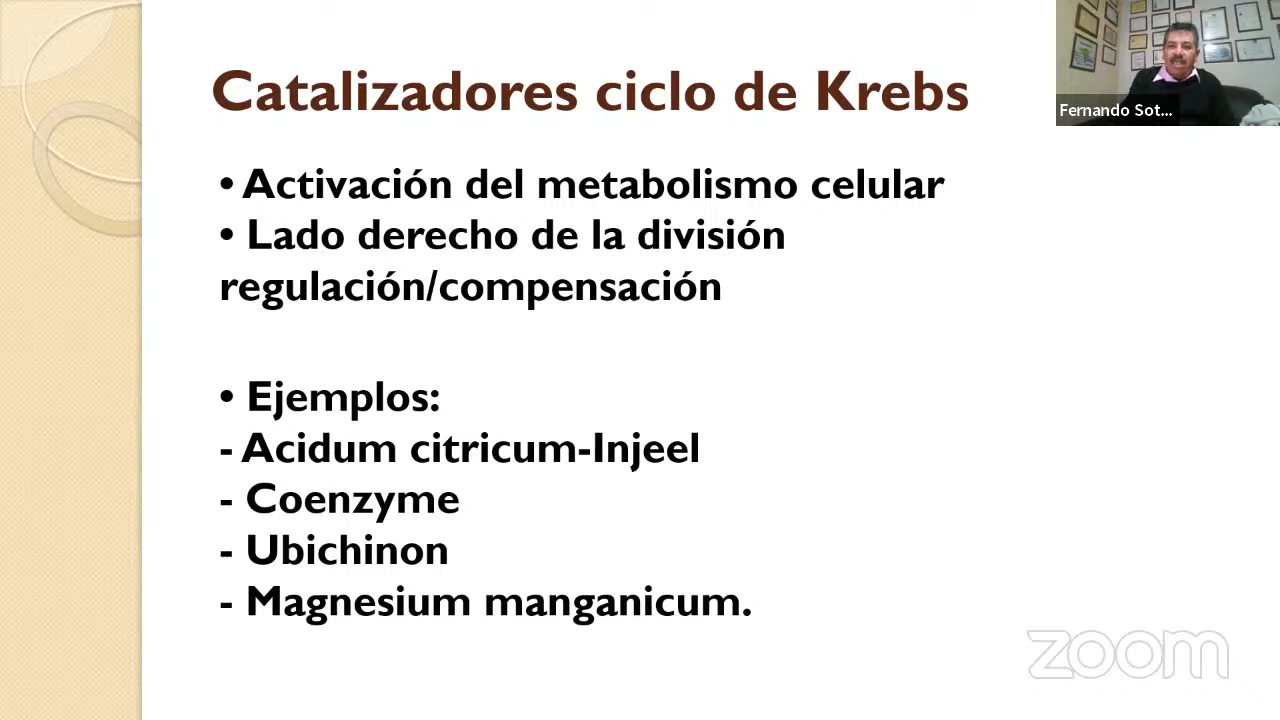 Catalizadores ciclo de Krebs
Fernando Sot...
• Activación del metabolismo celular
• Lado derecho de la división
regulación/compensación
• Ejemplos:
- Acidum citricum-Injeel
- Coenzyme
- Ubichinon
- Magnesium manganicum.
zoom